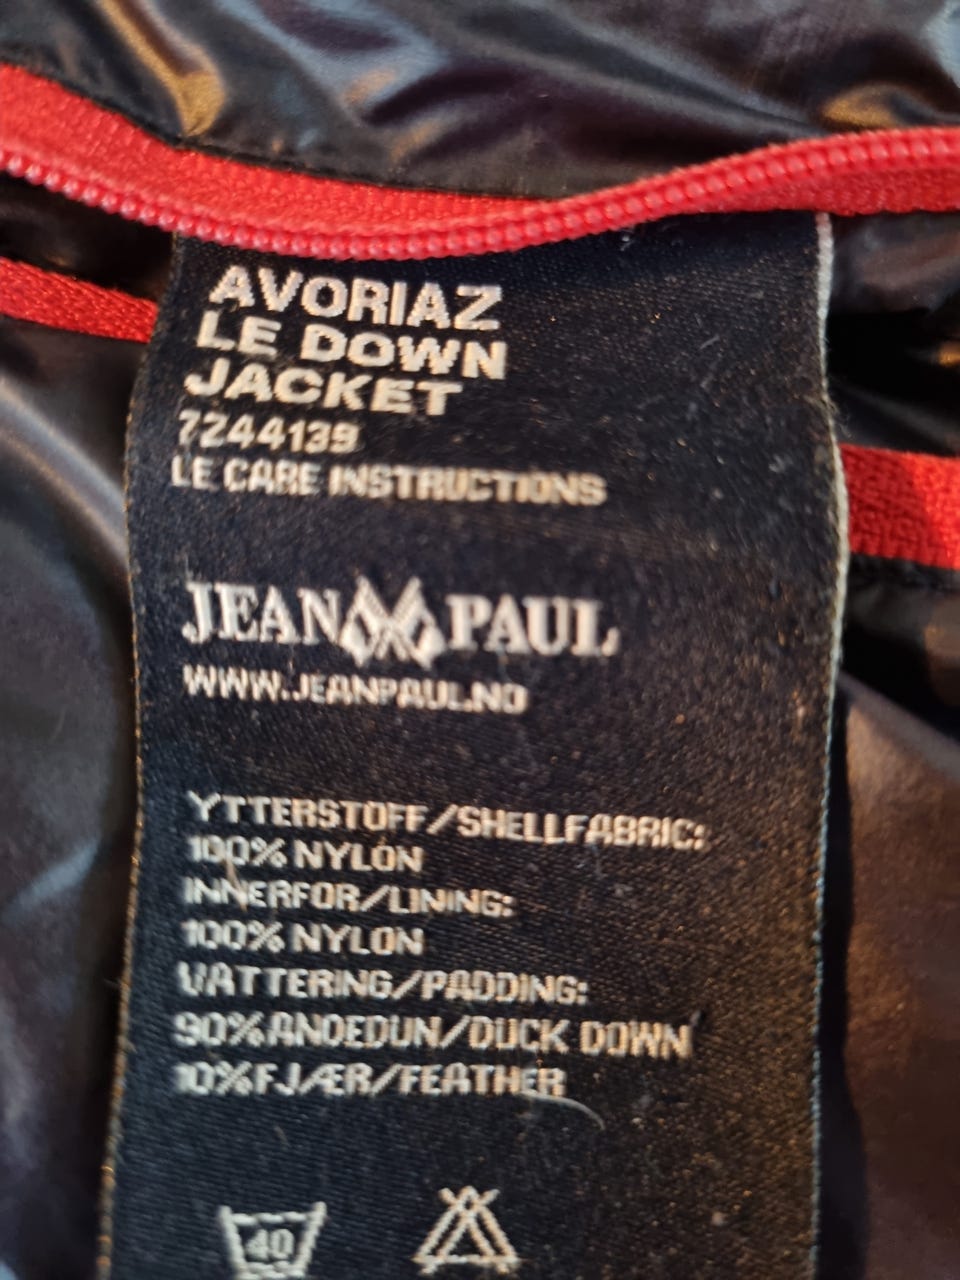 AVORIAZ
LE DOWN
JACKET
7244139
LE CARE INSTRUCTIONS
JEAN PAUL
WWW.JEANPAUL.NO
YTTERSTOFF/SHELLFABRIC:
100% NYLON
INNERFOR/LINING:
100% NYLON
VATTERING/PADDING:
90% ANDEDUN/DUCK DOWN
10% FJÆR/FEATHER
40